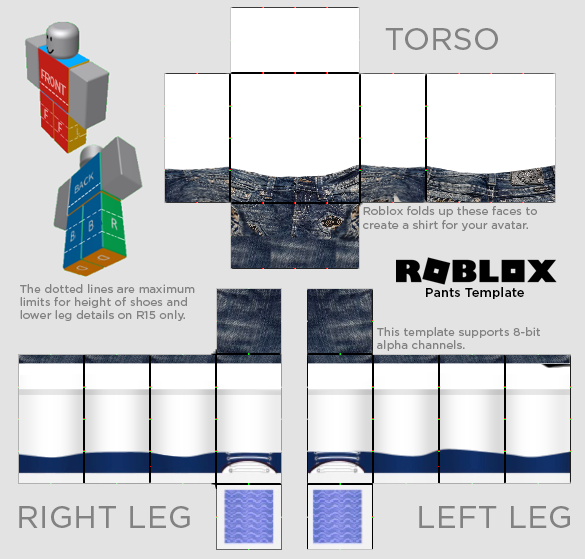 TORSO
FRONT
F F L
BACK
B B R
Roblox folds up these faces to
create a shirt for your avatar.
ROBLOX
Pants Template
The dotted lines are maximum
limits for height of shoes and
lower leg details on R15 only.
This template supports 8-bit
alpha channels.
RIGHT LEG
LEFT LEG